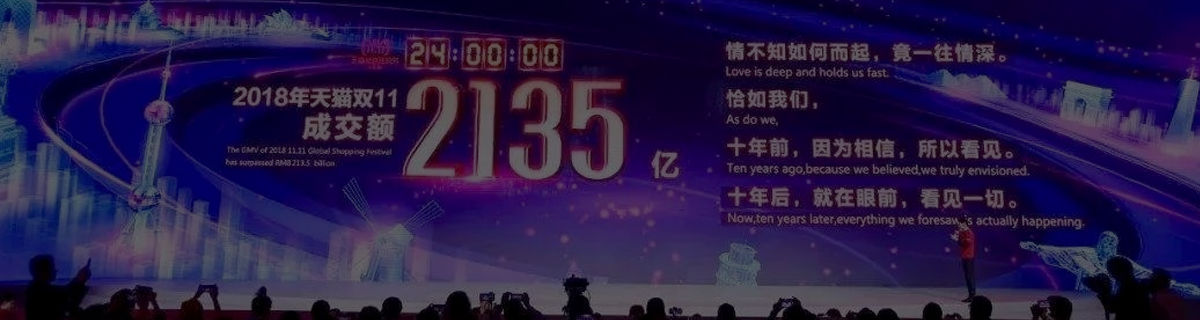 24:00:00
2018年天猫双11
成交额
2135亿
The GMV of 2018 11.11 Global Shopping Festival
has surpassed RMB 213.5 billion
情不知如何而起，竟一往情深。
Love is deep and holds us fast.
恰如我们，
As do we,
十年前，因为相信，所以看见。
Ten years ago,because we believed,we truly envisioned.
十年后，就在眼前，看见一切。
Now,ten years later,everything we foresaw is actually happening.